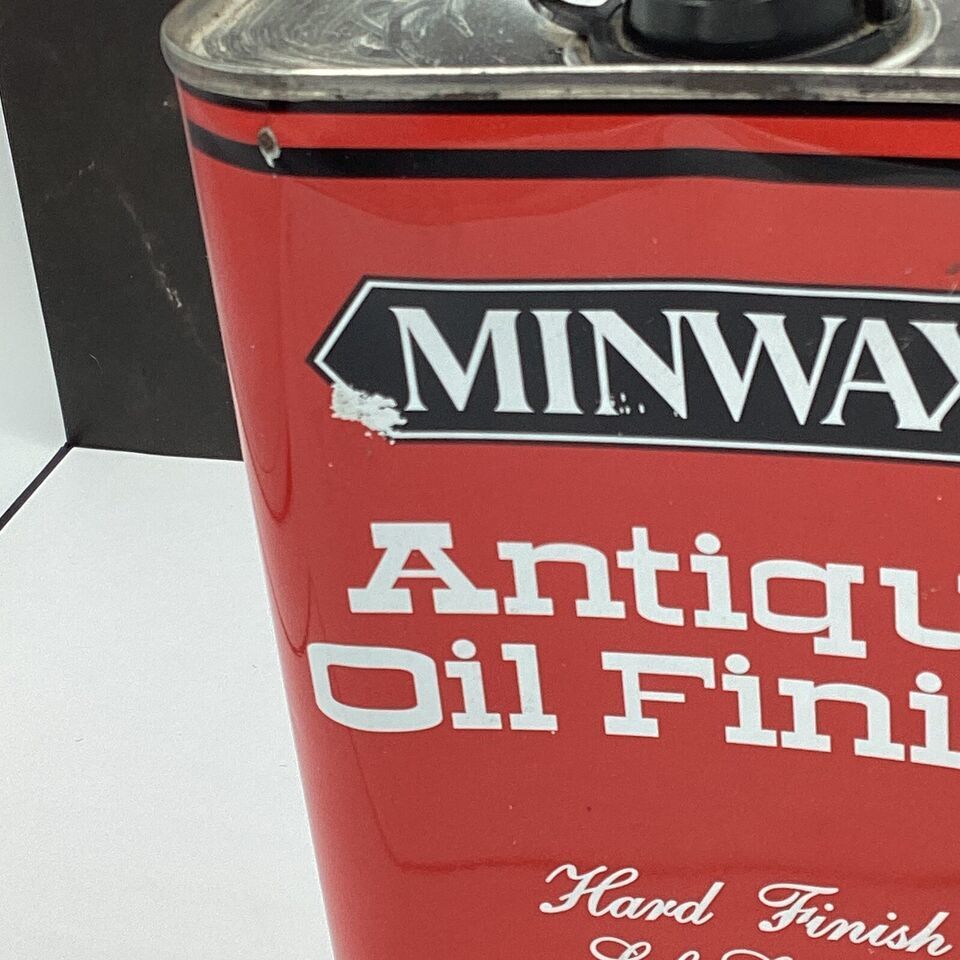 MINWAX
Antiqu
Oil Fini
Hard Finish